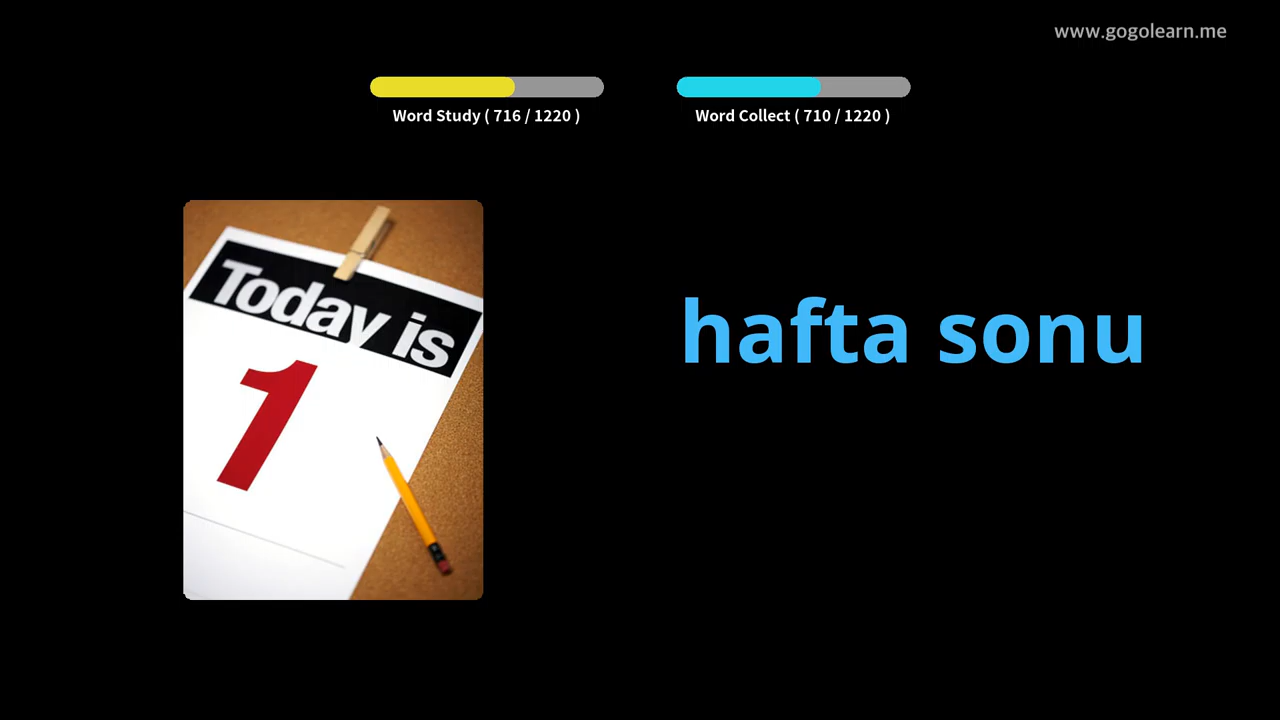 www.gogolearn.me
Word Study ( 716 / 1220 )
Word Collect ( 710 / 1220 )
Today is
1
hafta sonu